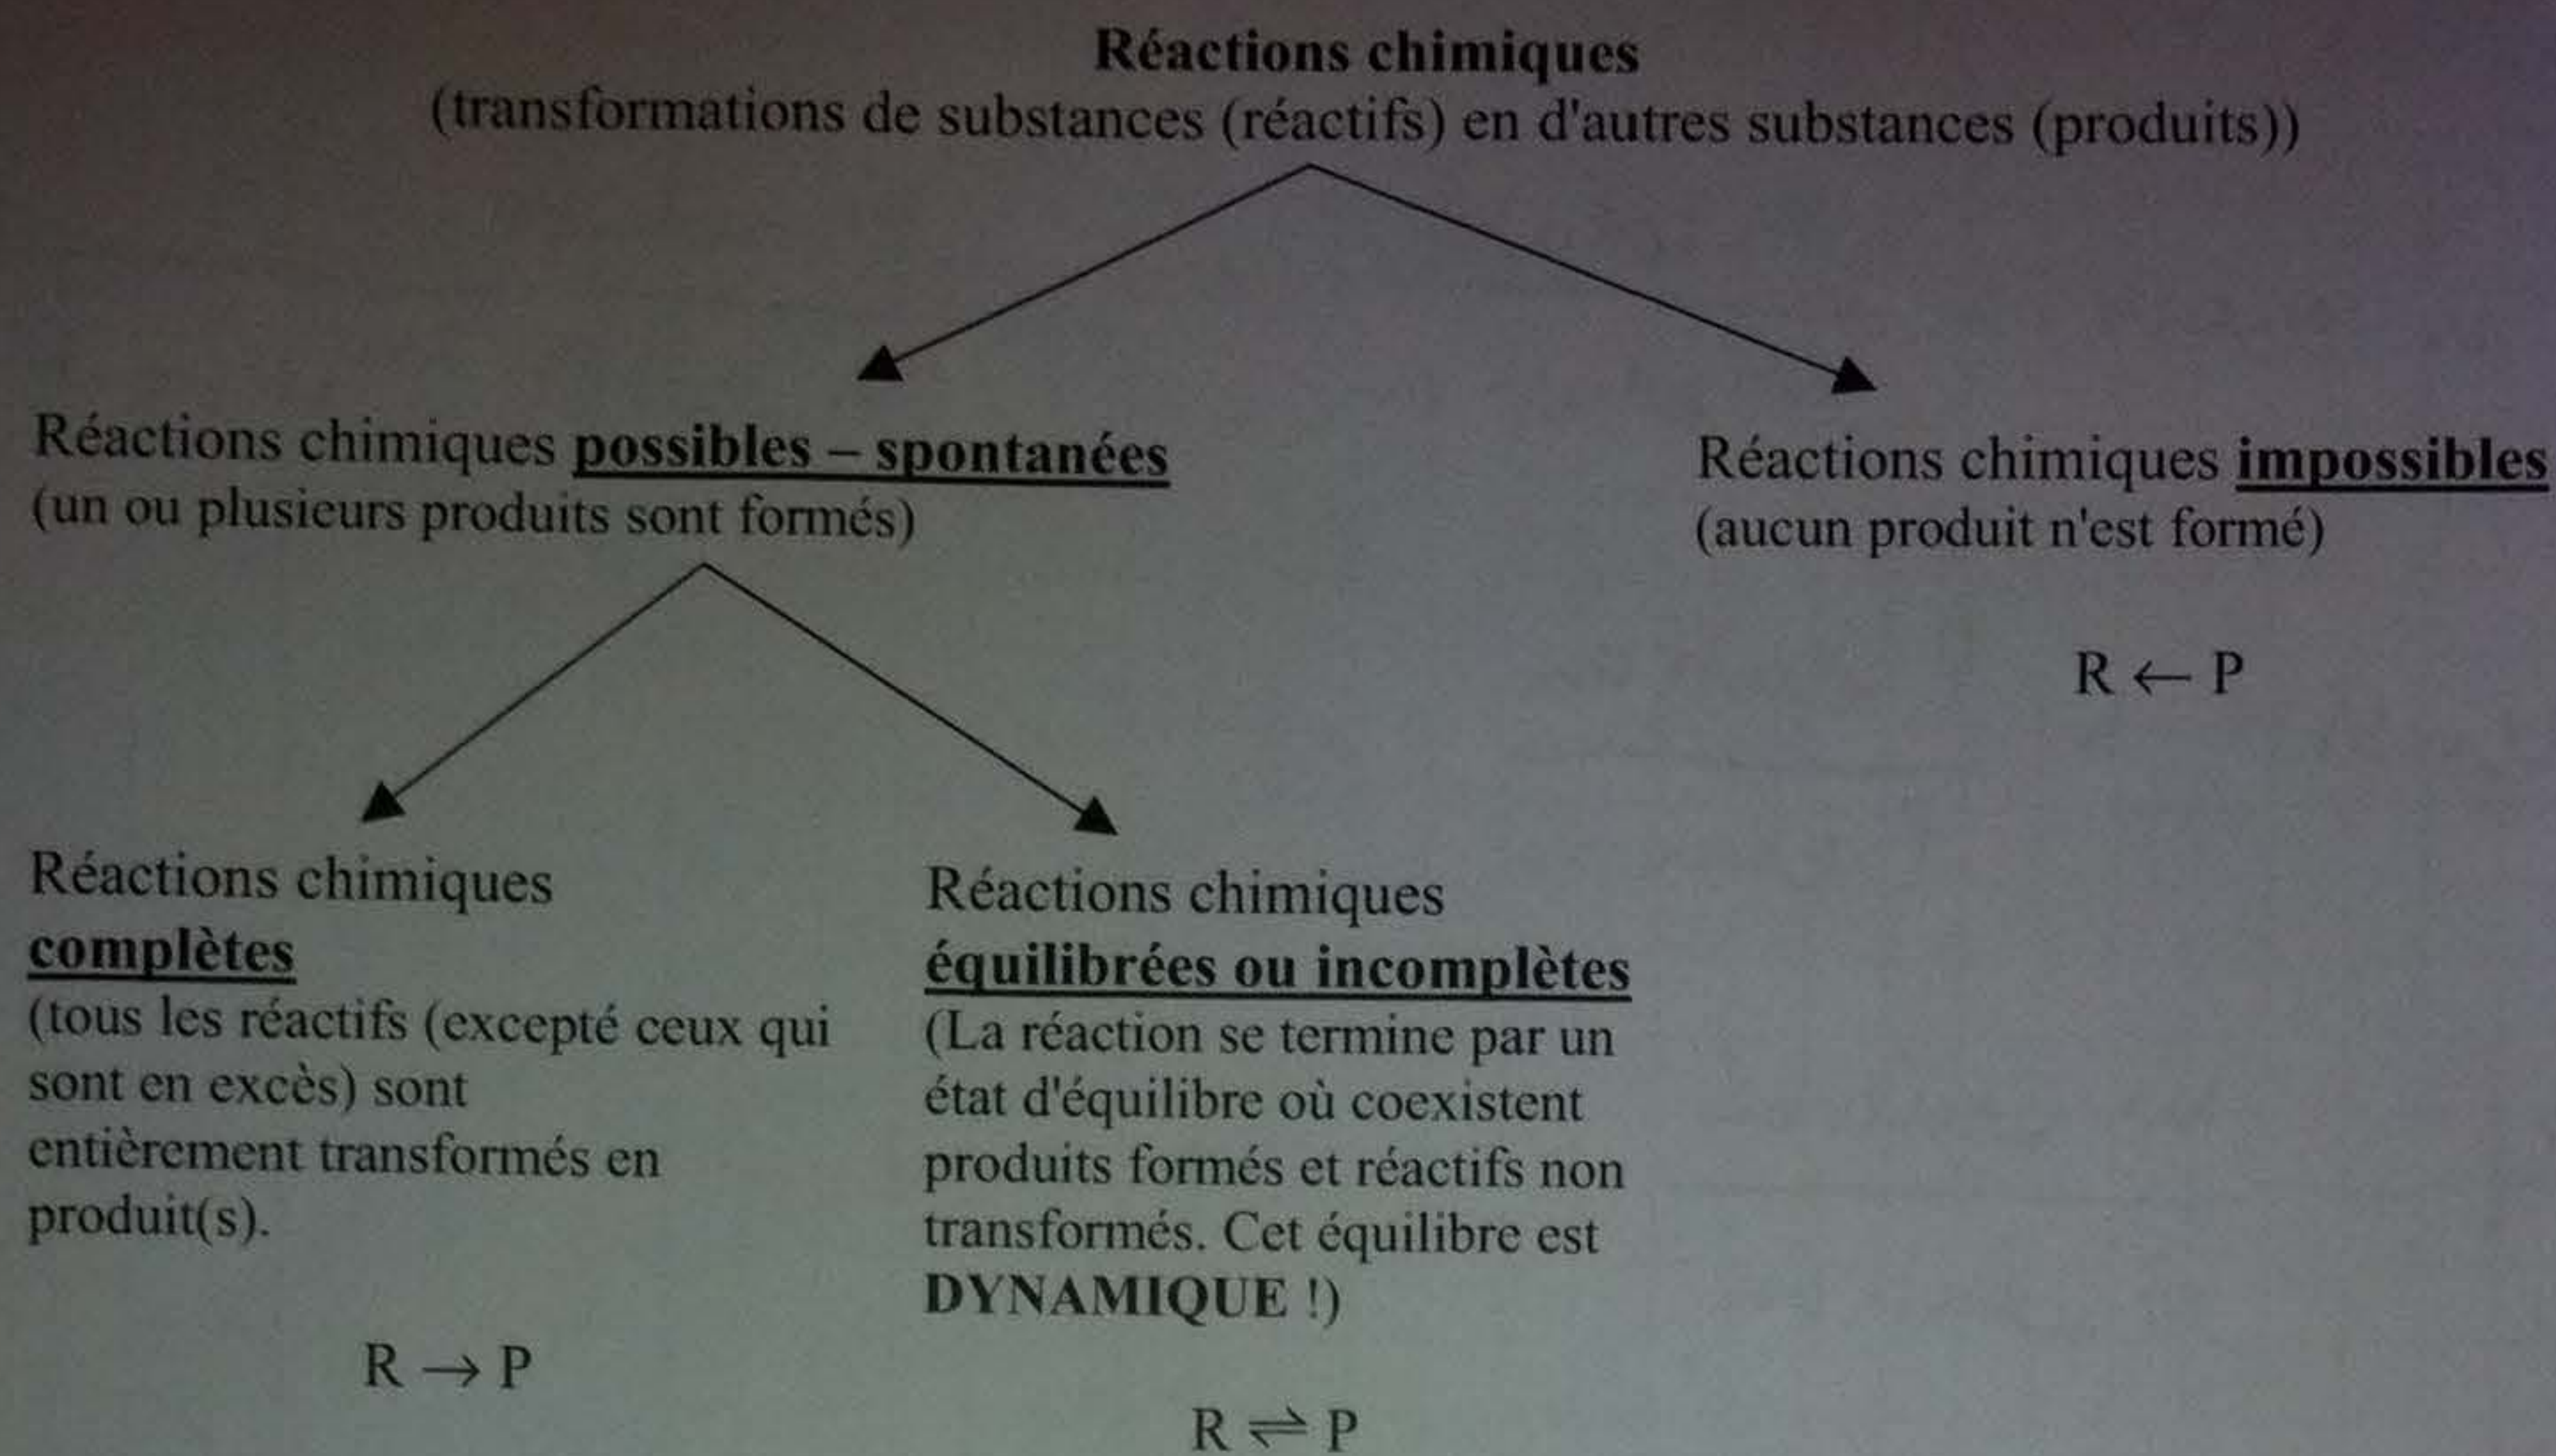 Réactions chimiques
(transformations de substances (réactifs) en d'autres substances (produits))
Réactions chimiques possibles – spontanées
(un ou plusieurs produits sont formés)
Réactions chimiques impossibles
(aucun produit n'est formé)
R ← P
Réactions chimiques
complètes
(tous les réactifs (excepté ceux qui
sont en excès) sont
entièrement transformés en
produit(s).
R → P
Réactions chimiques
équilibrées ou incomplètes
(La réaction se termine par un
état d'équilibre où coexistent
produits formés et réactifs non
transformés. Cet équilibre est
DYNAMIQUE !)
R ⇌ P